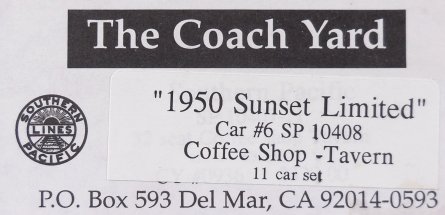 The Coach Yard
SOUTHERN
LINES
PACIFIC
"1950 Sunset Limited"
Car #6 SP 10408
Coffee Shop -Tavern
11 car set
P.O. Box 593 Del Mar, CA 92014-0593